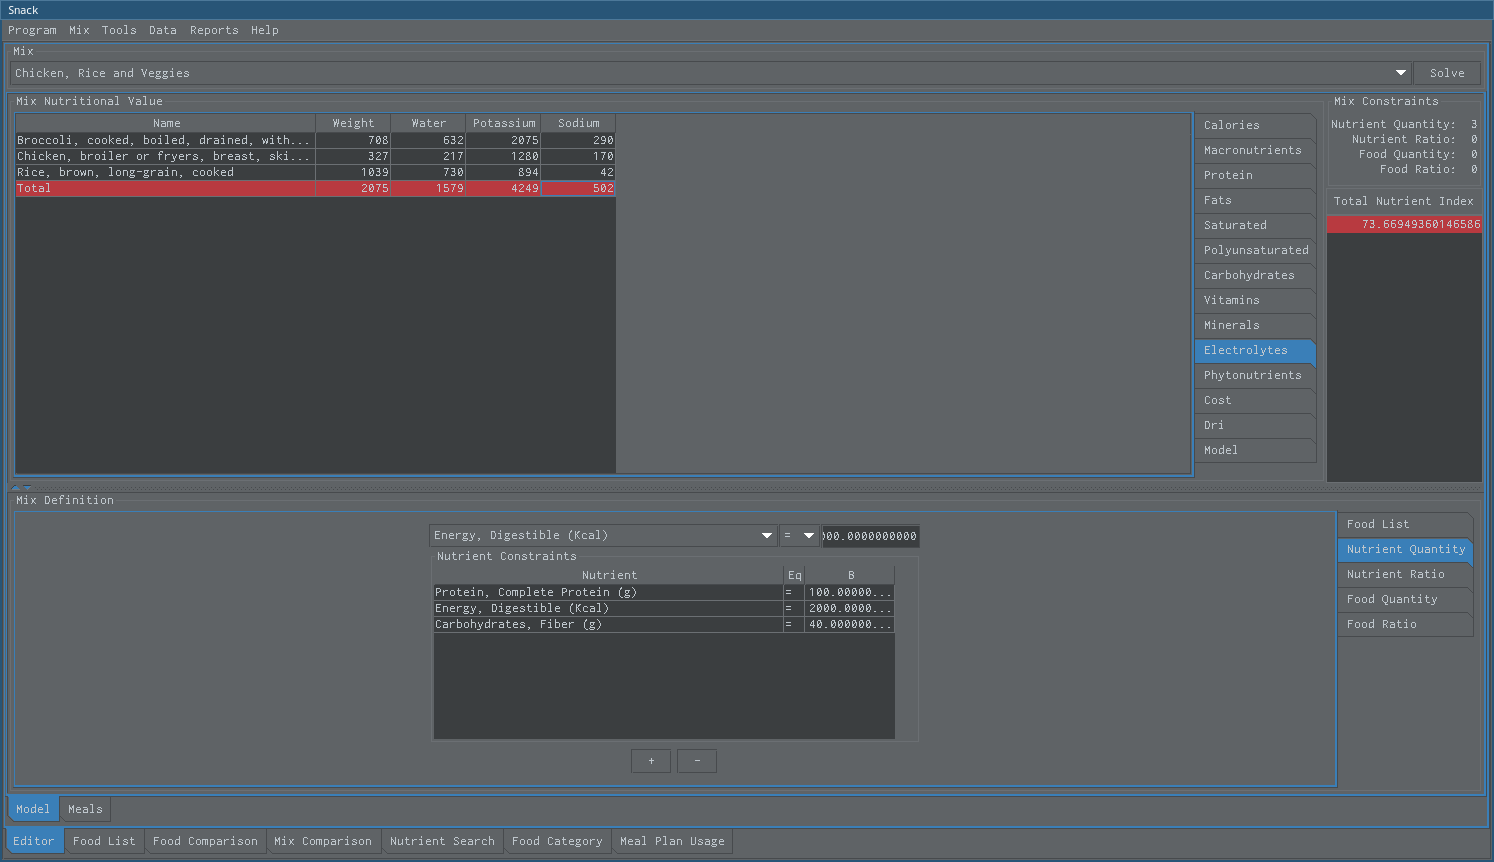 Snack
Program Mix Tools Data Reports Help
Mix
Chicken, Rice and Veggies Solve
Mix Nutritional Value
Name Weight Water Potassium Sodium
Broccoli, cooked, boiled, drained, with... 708 632 2075 290
Chicken, broiler or fryers, breast, ski... 327 217 1280 170
Rice, brown, long-grain, cooked 1039 730 894 42
Total 2075 1579 4249 502
Calories
Macronutrients
Protein
Fats
Saturated
Polyunsaturated
Carbohydrates
Vitamins
Minerals
Electrolytes
Phytonutrients
Cost
Dri
Model
Mix Constraints
Nutrient Quantity: 3
Nutrient Ratio: 0
Food Quantity: 0
Food Ratio: 0
Total Nutrient Index
73.66949360146586
Mix Definition
Energy, Digestible (Kcal) = 00.0000000000
Nutrient Constraints
Nutrient Eq B
Protein, Complete Protein (g) = 100.00000...
Energy, Digestible (Kcal) = 2000.0000...
Carbohydrates, Fiber (g) = 40.000000...
+ -
Food List
Nutrient Quantity
Nutrient Ratio
Food Quantity
Food Ratio
Model Meals
Editor Food List Food Comparison Mix Comparison Nutrient Search Food Category Meal Plan Usage